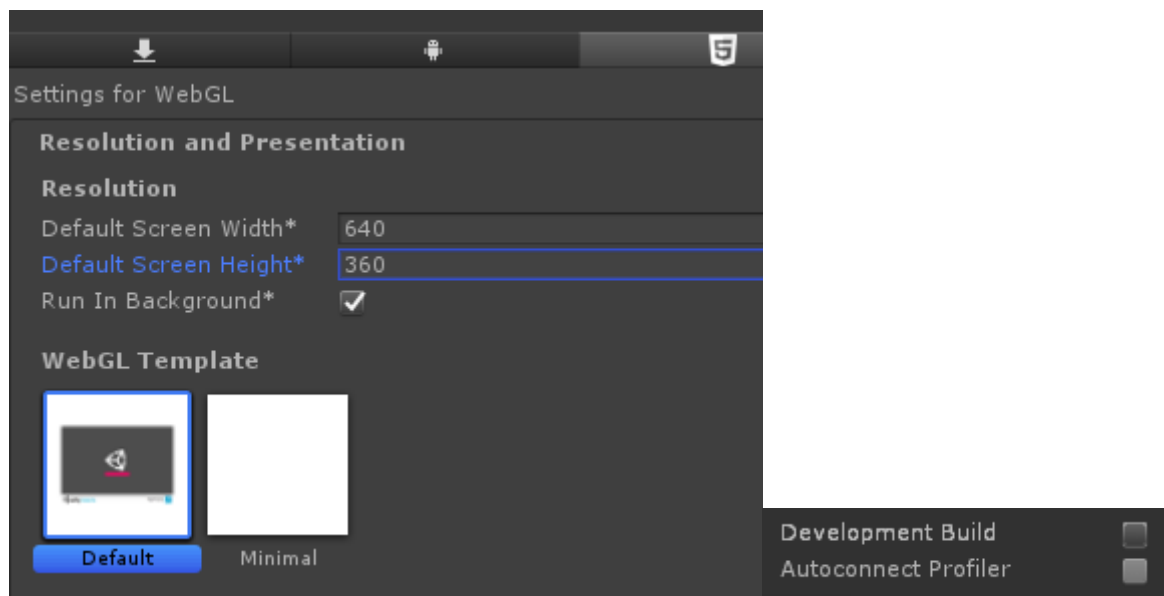 Settings for WebGL
Resolution and Presentation
Resolution
Default Screen Width* 640
Default Screen Height* 360
Run In Background*
WebGL Template
Default Minimal
Development Build
Autoconnect Profiler